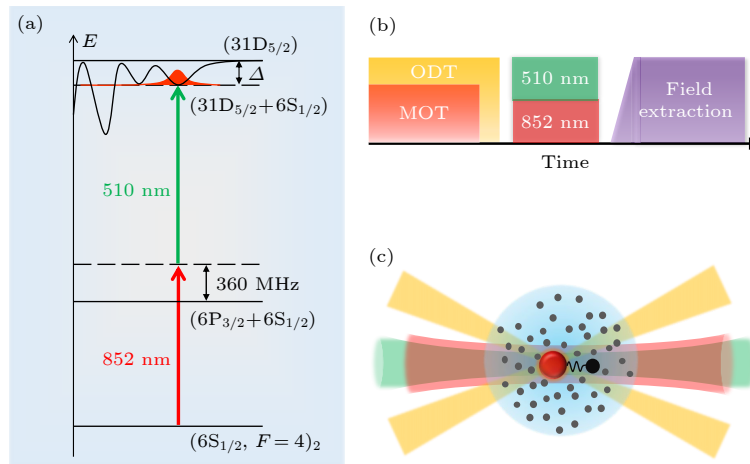 (a)
E
(31D5/2)
Δ
(31D5/2+6S1/2)
510 nm
360 MHz
(6P3/2+6S1/2)
852 nm
(6S1/2, F=4)2
(b)
ODT
MOT
510 nm
852 nm
Field
extraction
Time
(c)